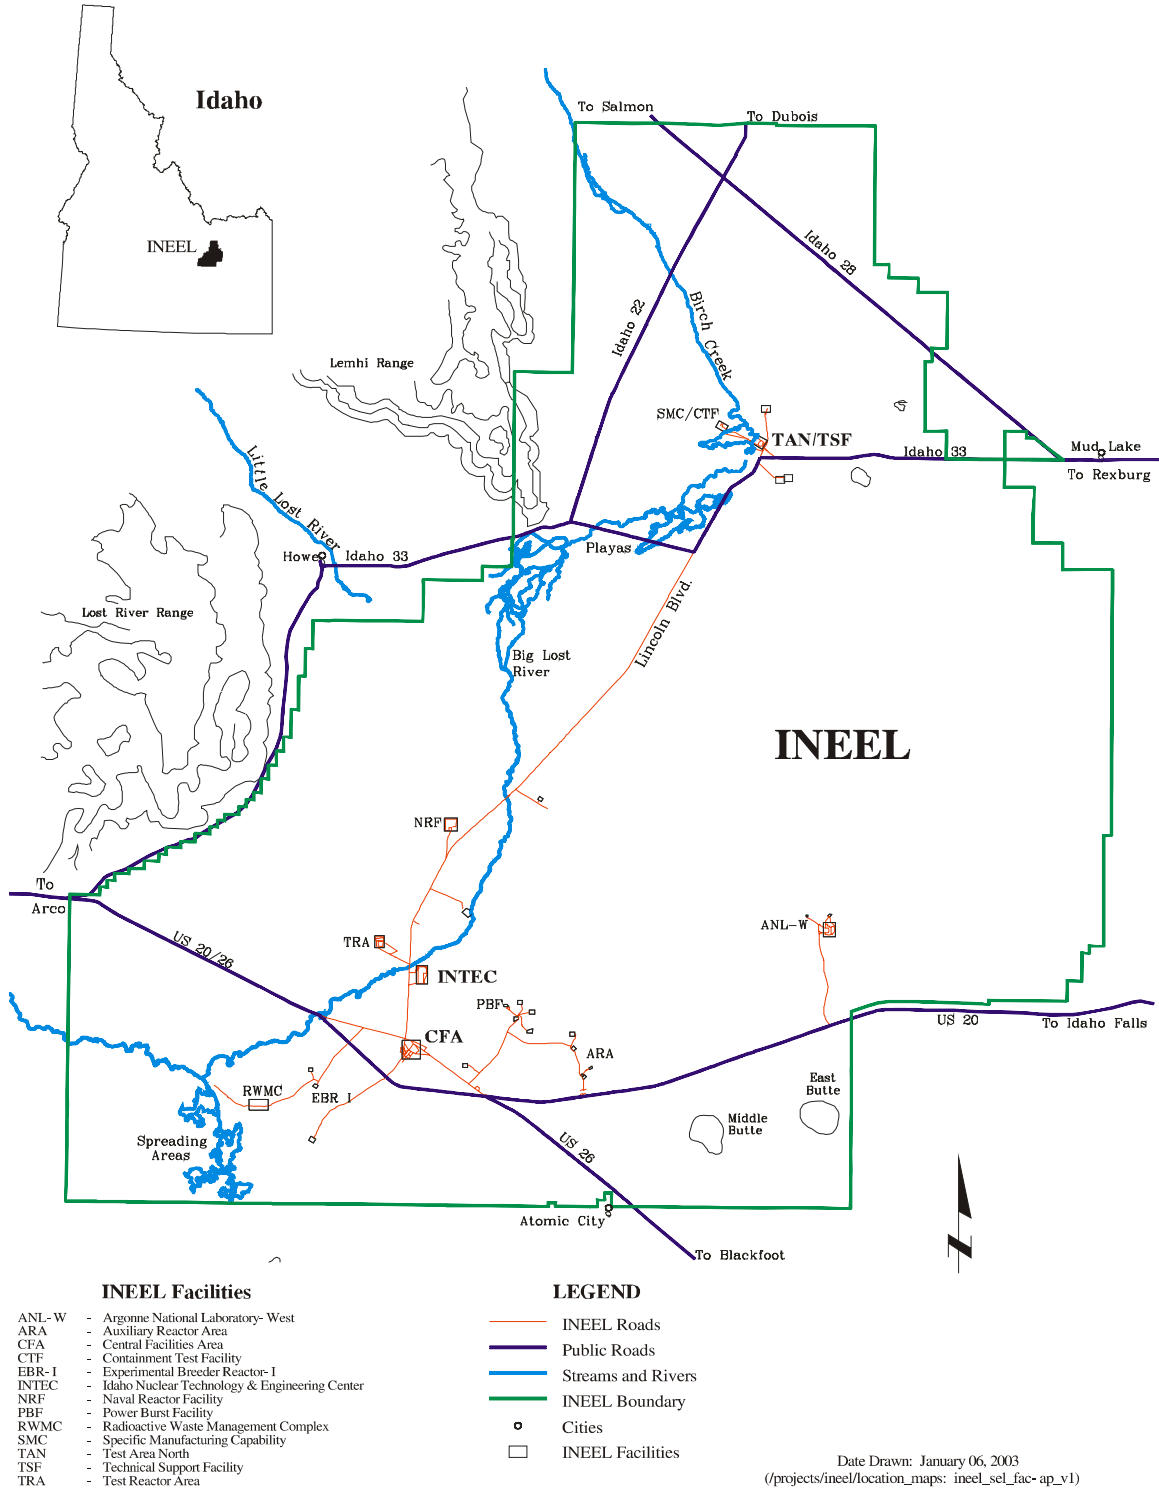 Idaho
INEEL
To Salmon
To Dubois
Idaho 28
Idaho 22
Birch Creek
Lemhi Range
SMC/CTF
TAN/TSF
Idaho 33
Mud Lake
To Rexburg
Little Lost River
Howe
Idaho 33
Playas
Lost River Range
Lincoln Blvd.
Big Lost
River
INEEL
NRF
To
Arco
US 20/26
TRA
INTEC
ANL-W
PBF
CFA
ARA
US 20
To Idaho Falls
RWMC
EBR I
East
Butte
Middle
Butte
Spreading
Areas
US 26
Atomic City
To Blackfoot
N
INEEL Facilities
ANL-W - Argonne National Laboratory-West
ARA - Auxiliary Reactor Area
CFA - Central Facilities Area
CTF - Containment Test Facility
EBR-I - Experimental Breeder Reactor-I
INTEC - Idaho Nuclear Technology & Engineering Center
NRF - Naval Reactor Facility
PBF - Power Burst Facility
RWMC - Radioactive Waste Management Complex
SMC - Specific Manufacturing Capability
TAN - Test Area North
TSF - Technical Support Facility
TRA - Test Reactor Area
LEGEND
INEEL Roads
Public Roads
Streams and Rivers
INEEL Boundary
Cities
INEEL Facilities
Date Drawn: January 06, 2003
(/projects/ineel/location_maps: ineel_sel_fac-ap_v1)